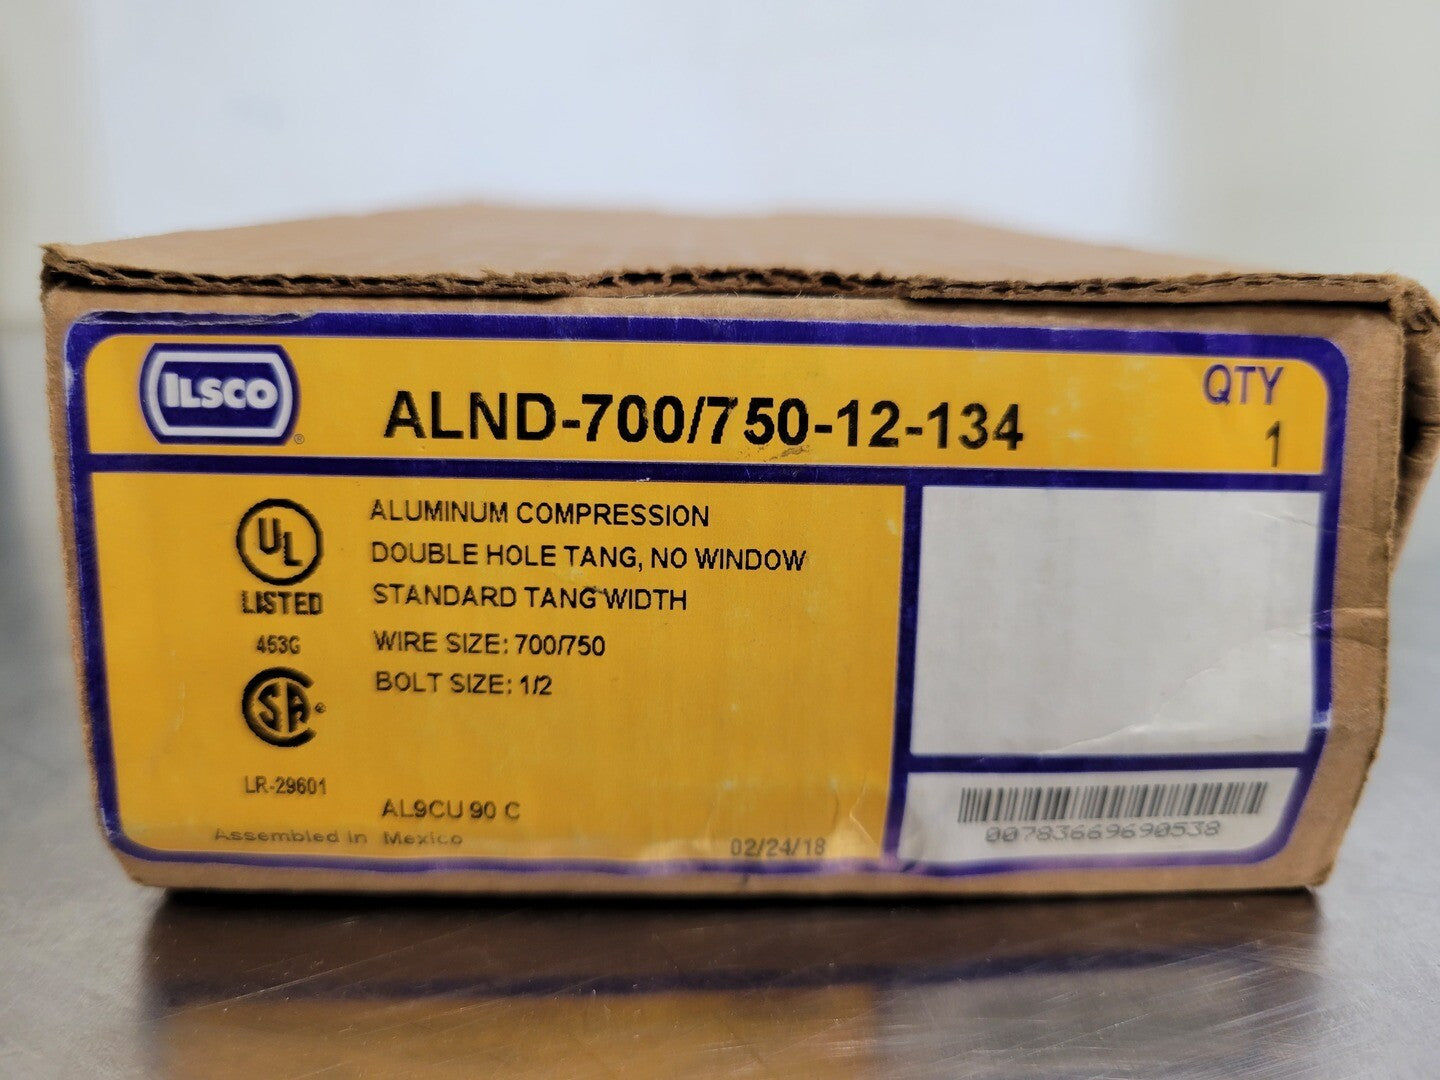 ILSCO
®
ALND-700/750-12-134
QTY
1
UL
LISTED
453G
ALUMINUM COMPRESSION
DOUBLE HOLE TANG, NO WINDOW
STANDARD TANG WIDTH
WIRE SIZE: 700/750
BOLT SIZE: 1/2
CSA
®
LR-29601
AL9CU 90 C
Assembled in Mexico
02/24/18
00783669690538